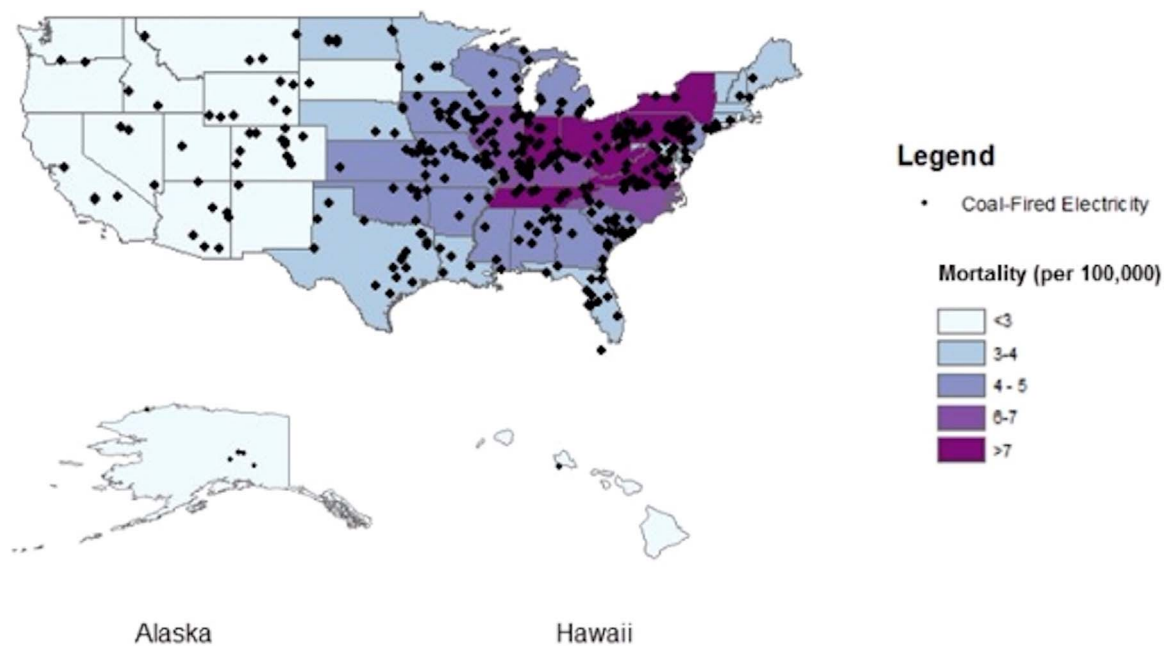 Legend
Coal-Fired Electricity
Mortality (per 100,000)
<3
3-4
4 - 5
6-7
>7
Alaska
Hawaii